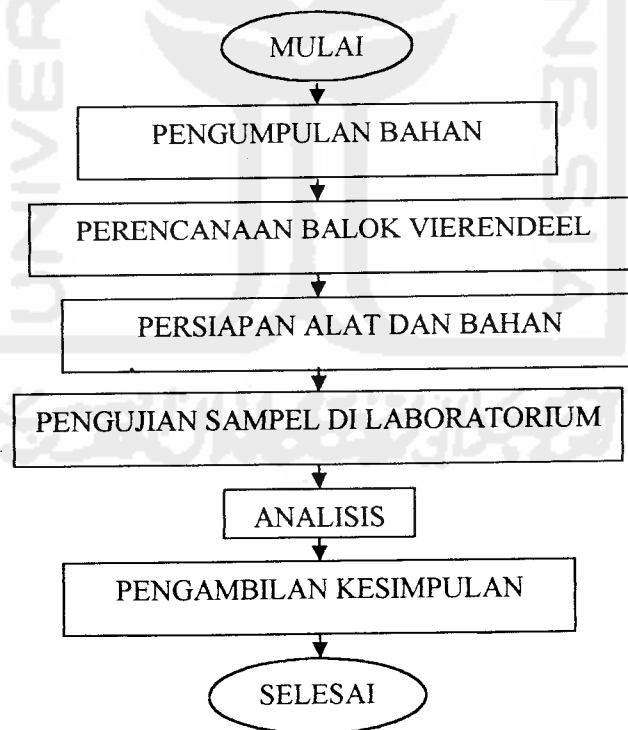 MULAI
PENGUMPULAN BAHAN
PERENCANAAN BALOK VIERENDEEL
PERSIAPAN ALAT DAN BAHAN
PENGUJIAN SAMPEL DI LABORATORIUM
ANALISIS
PENGAMBILAN KESIMPULAN
SELESAI